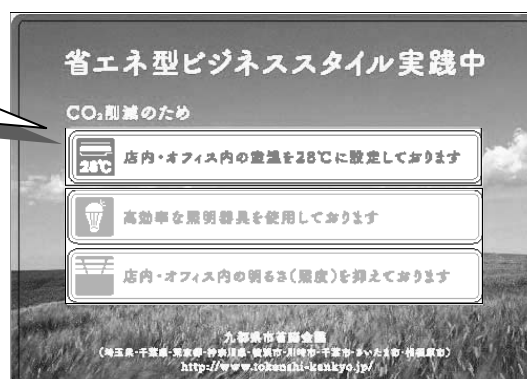 省エネ型ビジネススタイル実践中
CO₂削減のため
28℃
店内・オフィス内の室温を28℃に設定しております
高効率な照明器具を使用しております
店内・オフィス内の明るさ(照度)を抑えております
九都県市首脳会議
(埼玉県・千葉県・東京都・神奈川県・横浜市・川崎市・千葉市・さいたま市・相模原市)
http://www.tokenshi-kankyo.jp/